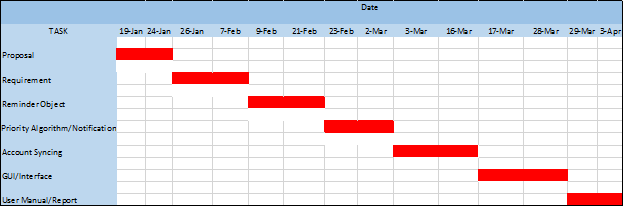 Date
TASK 19-Jan 24-Jan 26-Jan 7-Feb 9-Feb 21-Feb 23-Feb 2-Mar 3-Mar 16-Mar 17-Mar 28-Mar 29-Mar 3-Apr
Proposal
Requirement
Reminder Object
Priority Algorithm/Notification
Account Syncing
GUI/Interface
User Manual/Report